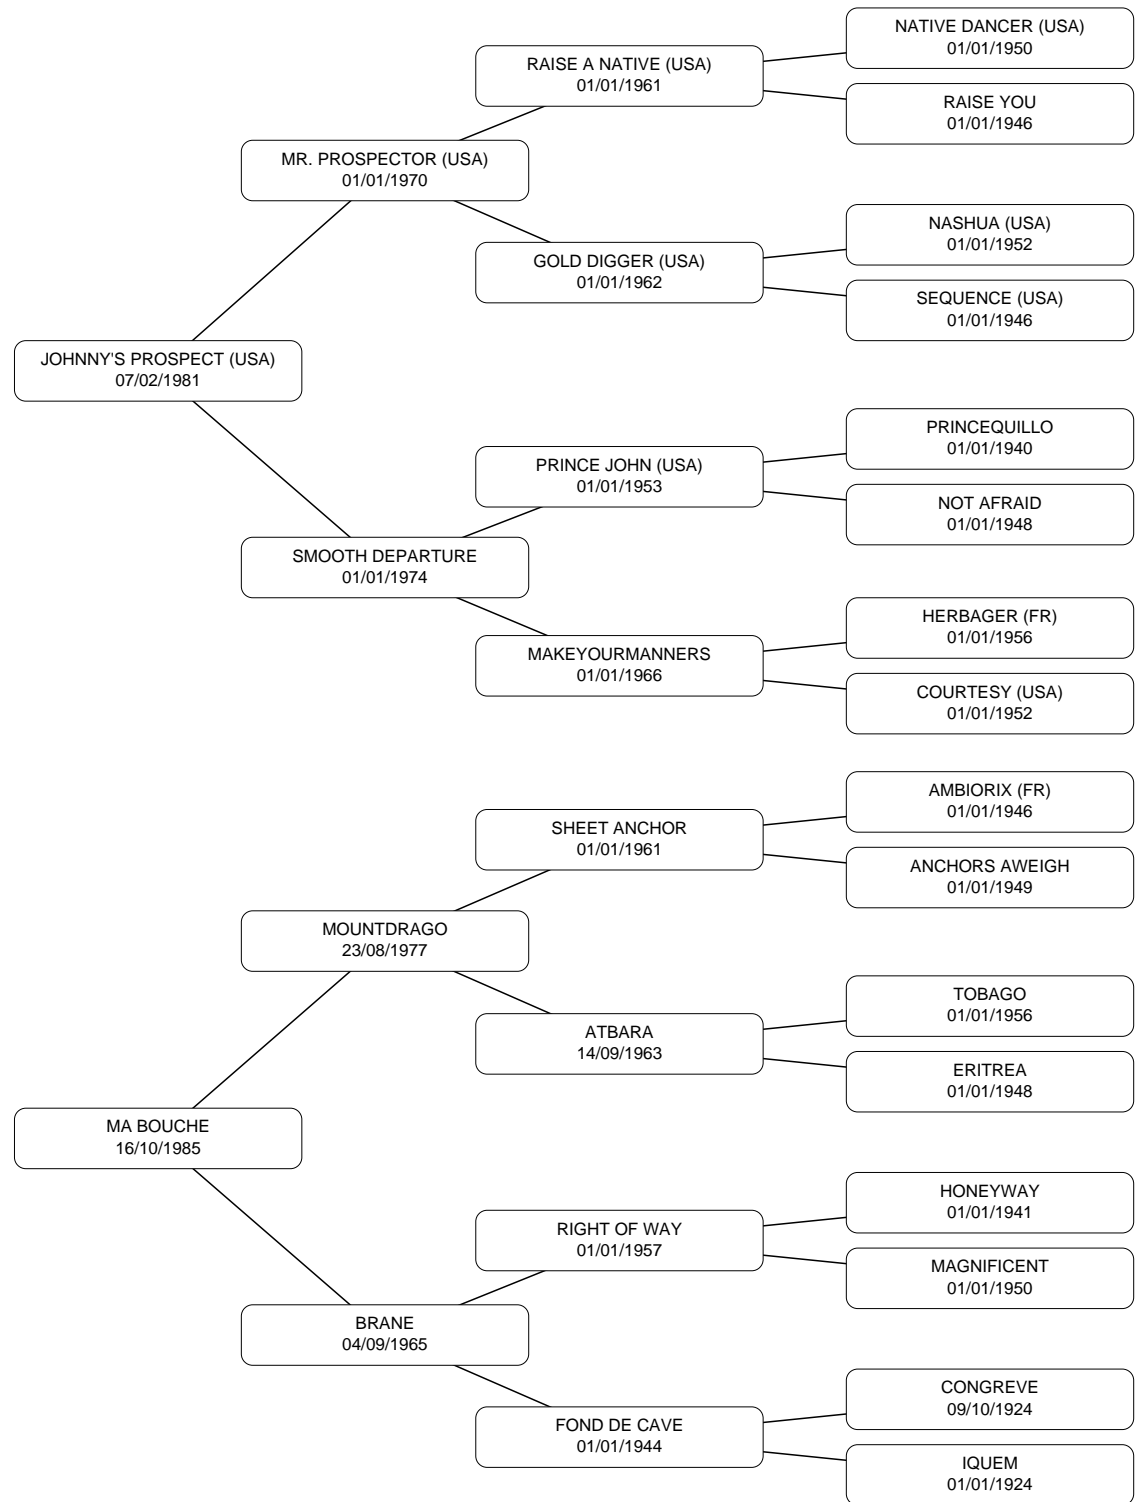 NATIVE DANCER (USA)
01/01/1950
RAISE A NATIVE (USA)
01/01/1961
RAISE YOU
01/01/1946
MR. PROSPECTOR (USA)
01/01/1970
NASHUA (USA)
01/01/1952
GOLD DIGGER (USA)
01/01/1962
SEQUENCE (USA)
01/01/1946
JOHNNY'S PROSPECT (USA)
07/02/1981
PRINCEQUILLO
01/01/1940
PRINCE JOHN (USA)
01/01/1953
NOT AFRAID
01/01/1948
SMOOTH DEPARTURE
01/01/1974
HERBAGER (FR)
01/01/1956
MAKEYOURMANNERS
01/01/1966
COURTESY (USA)
01/01/1952
AMBIORIX (FR)
01/01/1946
SHEET ANCHOR
01/01/1961
ANCHORS AWEIGH
01/01/1949
MOUNTDRAGO
23/08/1977
TOBAGO
01/01/1956
ATBARA
14/09/1963
ERITREA
01/01/1948
MA BOUCHE
16/10/1985
HONEYWAY
01/01/1941
RIGHT OF WAY
01/01/1957
MAGNIFICENT
01/01/1950
BRANE
04/09/1965
CONGREVE
09/10/1924
FOND DE CAVE
01/01/1944
IQUEM
01/01/1924